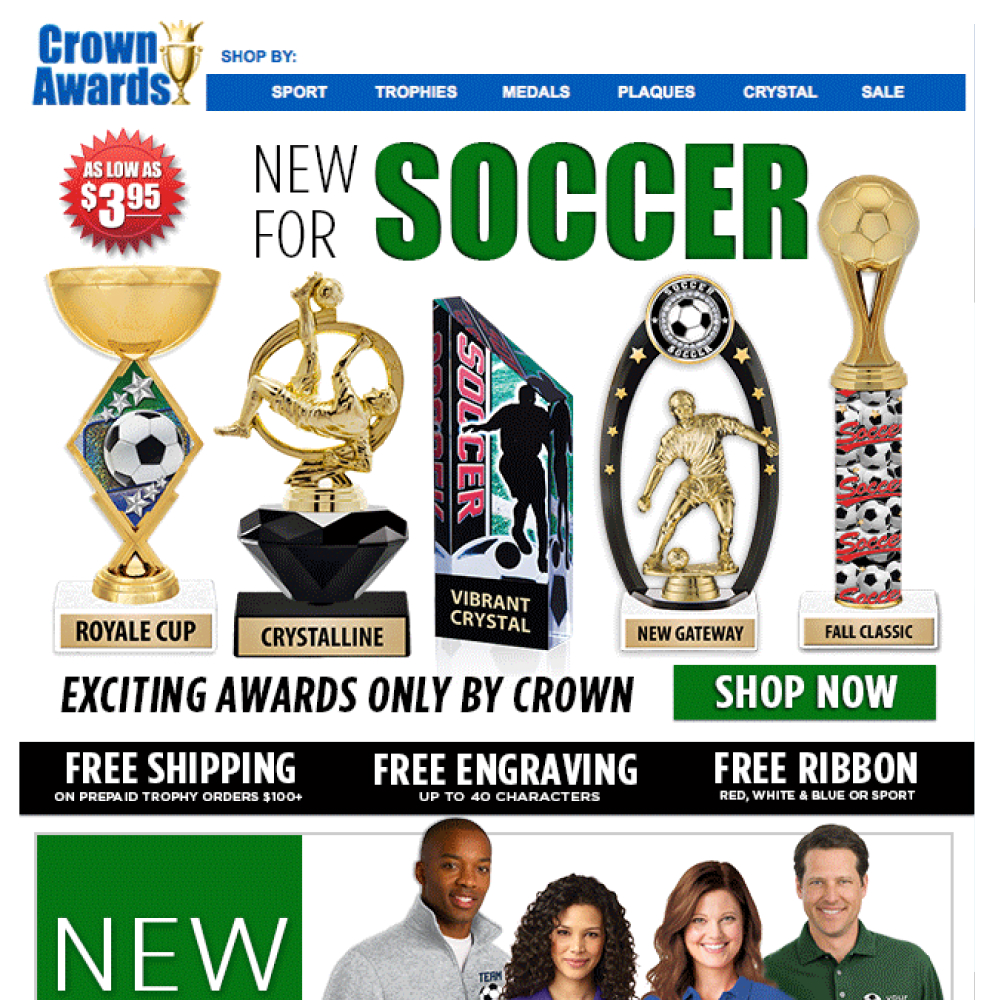 Crown
Awards
SHOP BY:
SPORT TROPHIES MEDALS PLAQUES CRYSTAL SALE
AS LOW AS
$3.95
NEW
FOR
SOCCER
SOCCER
SOCCER
SOCCER
SOCCER
Soccer
Soccer
Soccer
Soccer
VIBRANT
CRYSTAL
ROYALE CUP
CRYSTALLINE
NEW GATEWAY
FALL CLASSIC
EXCITING AWARDS ONLY BY CROWN
SHOP NOW
FREE SHIPPING
ON PREPAID TROPHY ORDERS $100+
FREE ENGRAVING
UP TO 40 CHARACTERS
FREE RIBBON
RED, WHITE & BLUE OR SPORT
NEW
TEAM
YOUR